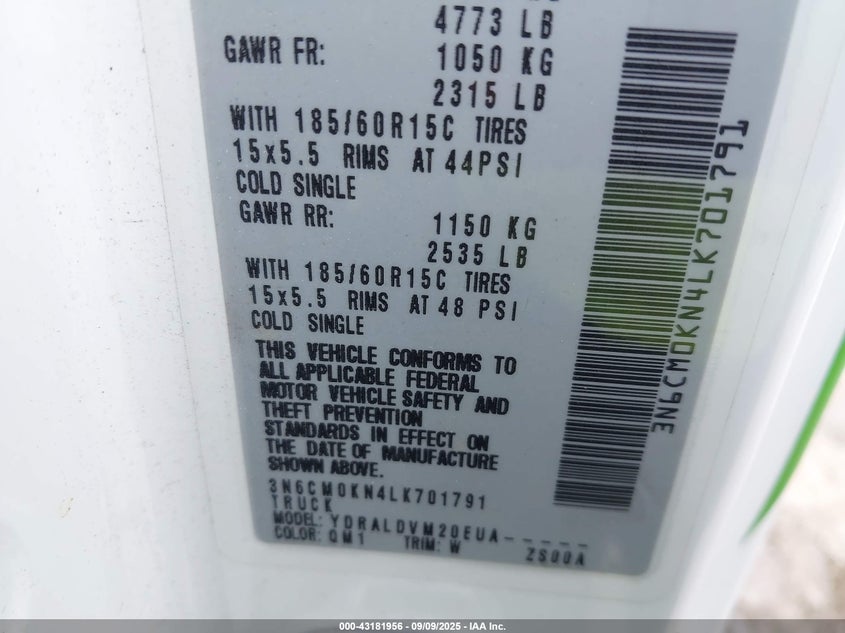 4773 LB
GAWR FR: 1050 KG
2315 LB
WITH 185/60R15C TIRES
15x5.5 RIMS AT 44PSI
COLD SINGLE
GAWR RR: 1150 KG
2535 LB
WITH 185/60R15C TIRES
15x5.5 RIMS AT 48 PSI
COLD SINGLE
THIS VEHICLE CONFORMS TO
ALL APPLICABLE FEDERAL
MOTOR VEHICLE SAFETY AND
THEFT PREVENTION
STANDARDS IN EFFECT ON
THE DATE OF MANUFACTURE
SHOWN ABOVE.
3N6CM0KN4LK701791
TRUCK
MODEL: YDRALDVM20EUA-----
COLOR: QM1 TRIM: W ZS00A
3N6CM0KN4LK701791
000-43181956 - 09/09/2025 - IAA Inc.